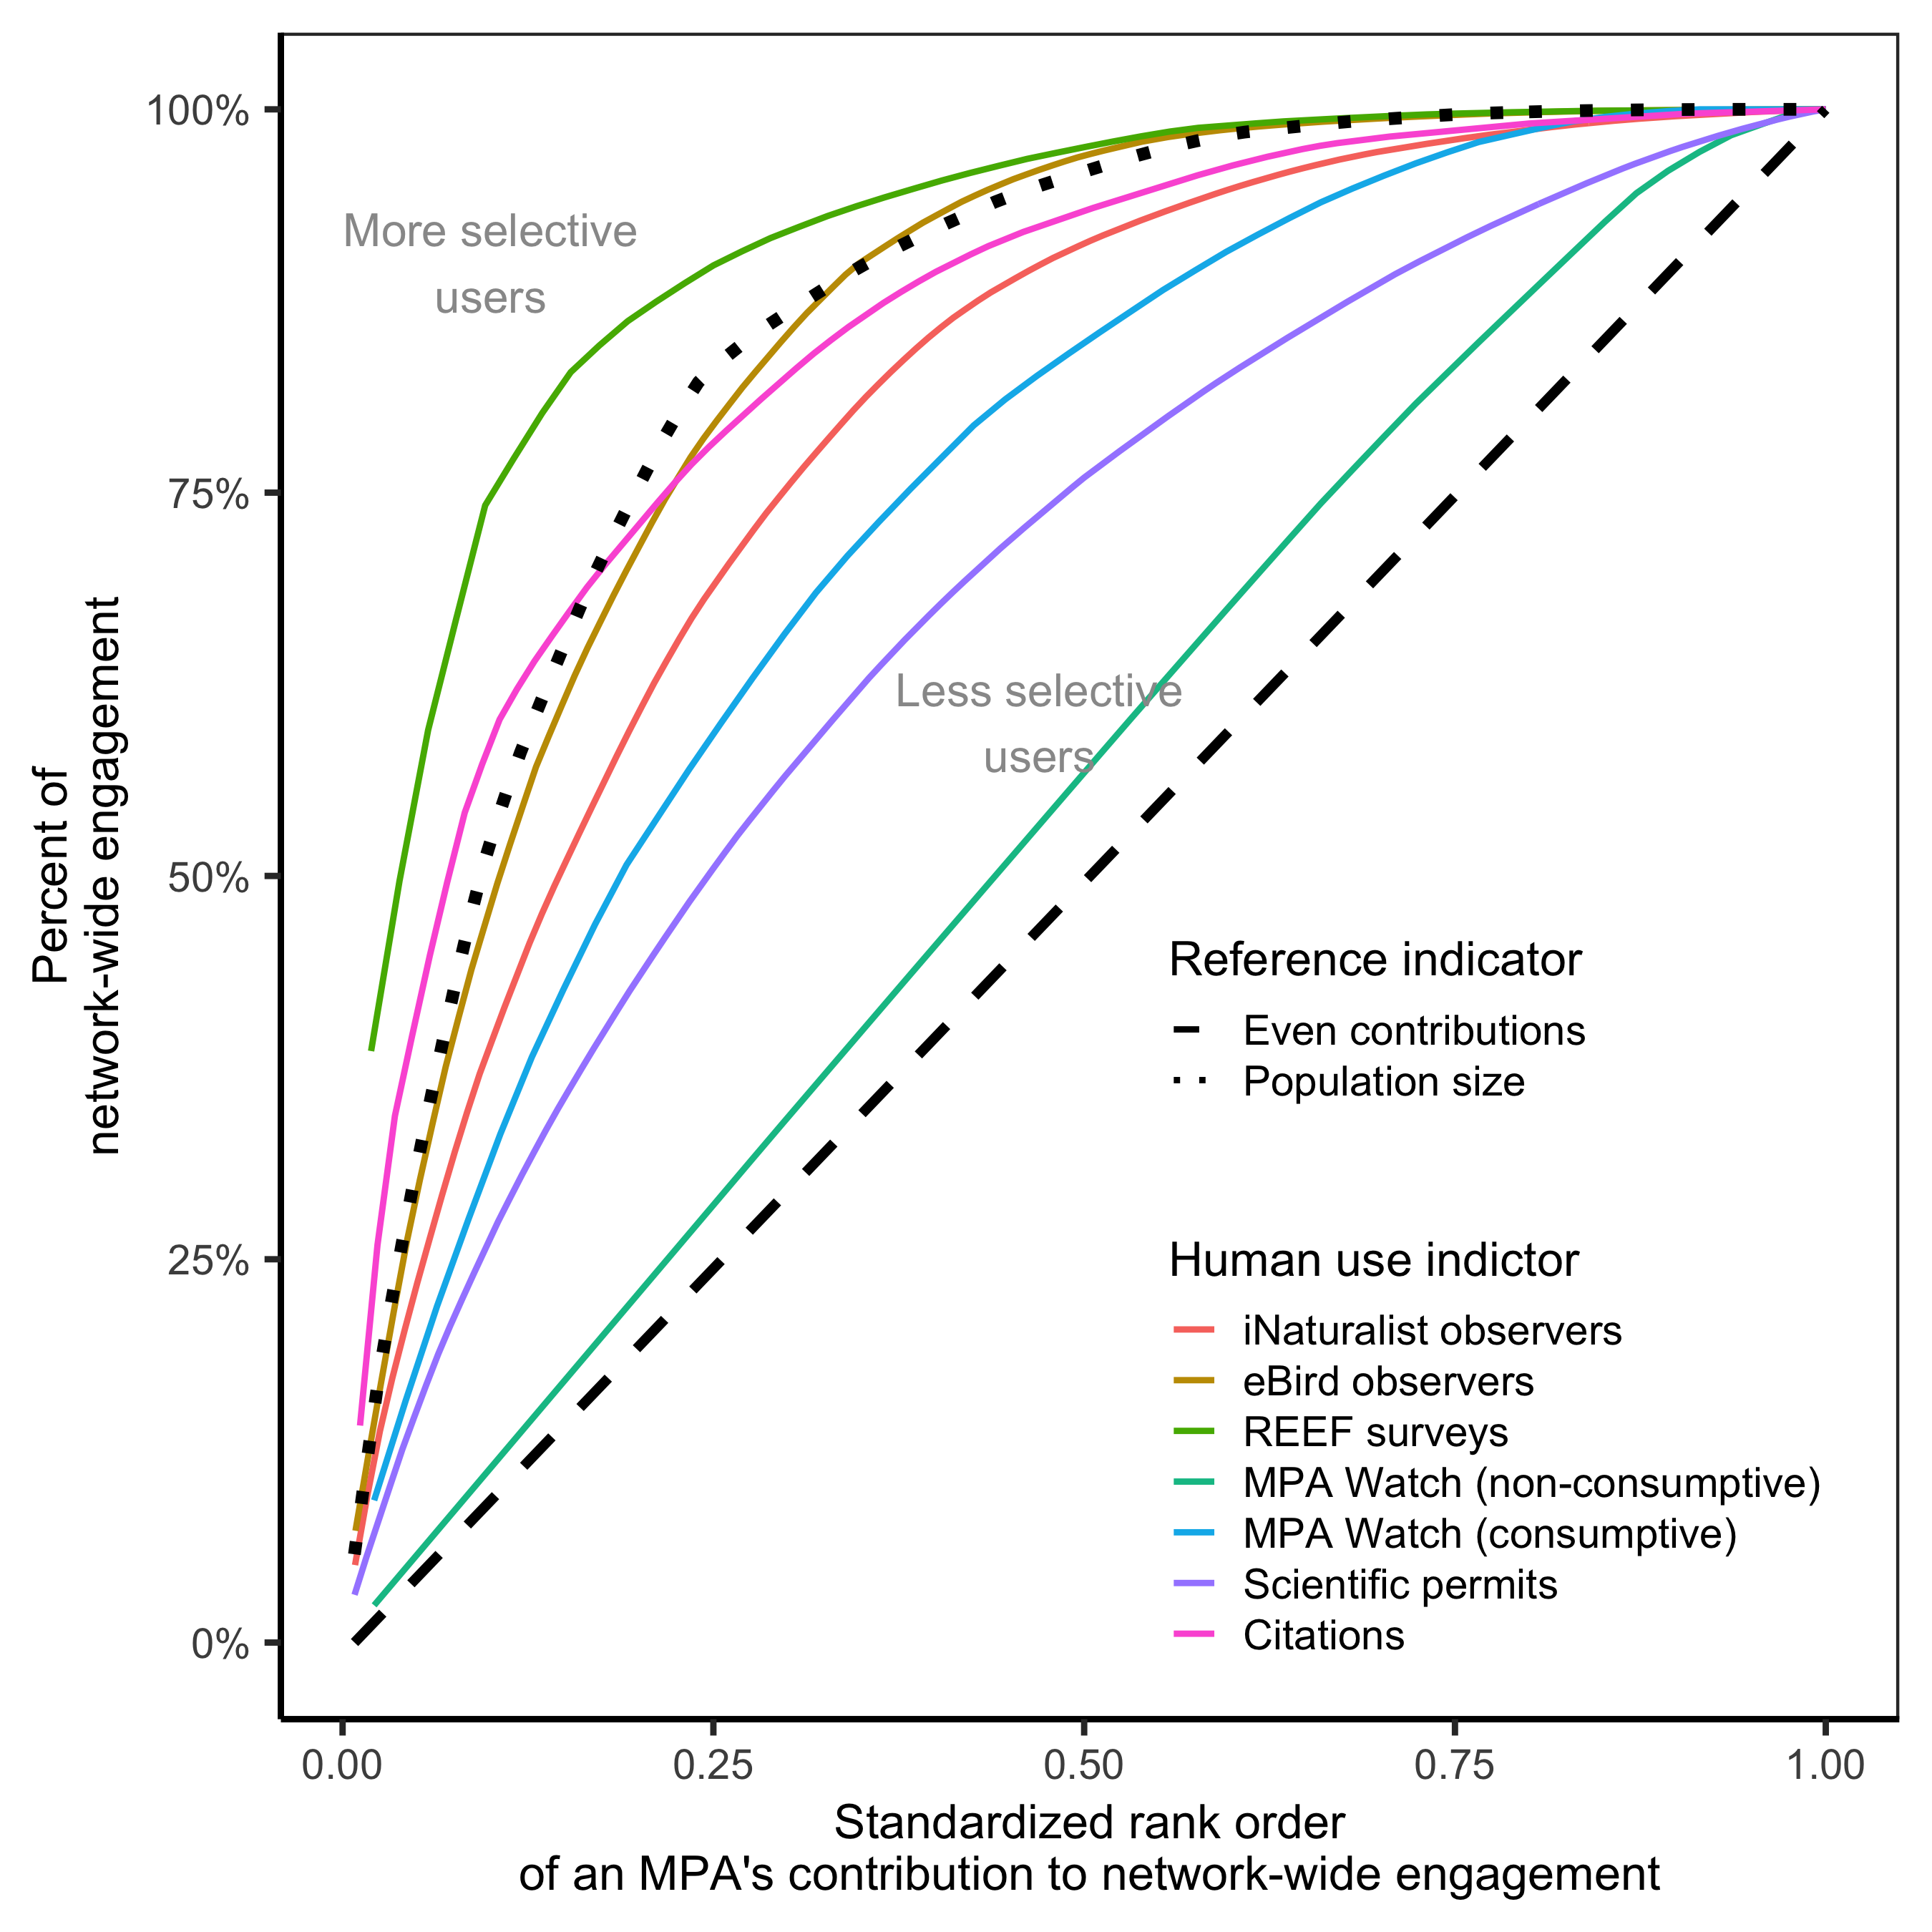 Percent of
network-wide engagement
100%
75%
50%
25%
0%
More selective
users
Less selective
users
Reference indicator
Even contributions
Population size
Human use indictor
iNaturalist observers
eBird observers
REEF surveys
MPA Watch (non-consumptive)
MPA Watch (consumptive)
Scientific permits
Citations
0.00 0.25 0.50 0.75 1.00
Standardized rank order
of an MPA's contribution to network-wide engagement